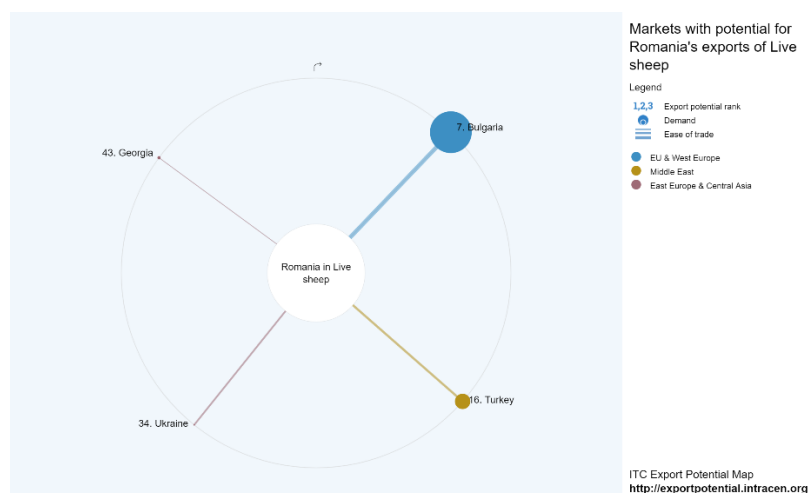 Markets with potential for
Romania's exports of Live
sheep
Legend
1,2,3 Export potential rank
Demand
Ease of trade
EU & West Europe
Middle East
East Europe & Central Asia
7. Bulgaria
43. Georgia
Romania in Live
sheep
16. Turkey
34. Ukraine
ITC Export Potential Map
http://exportpotential.intracen.org